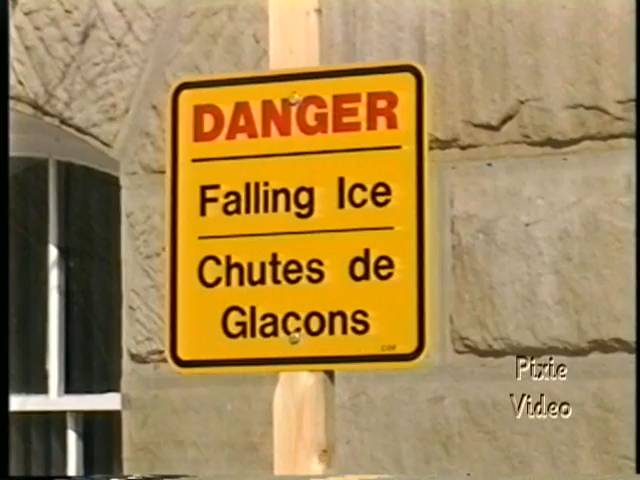 DANGER
Falling Ice
Chutes de
Glaçons
Pixie
Video